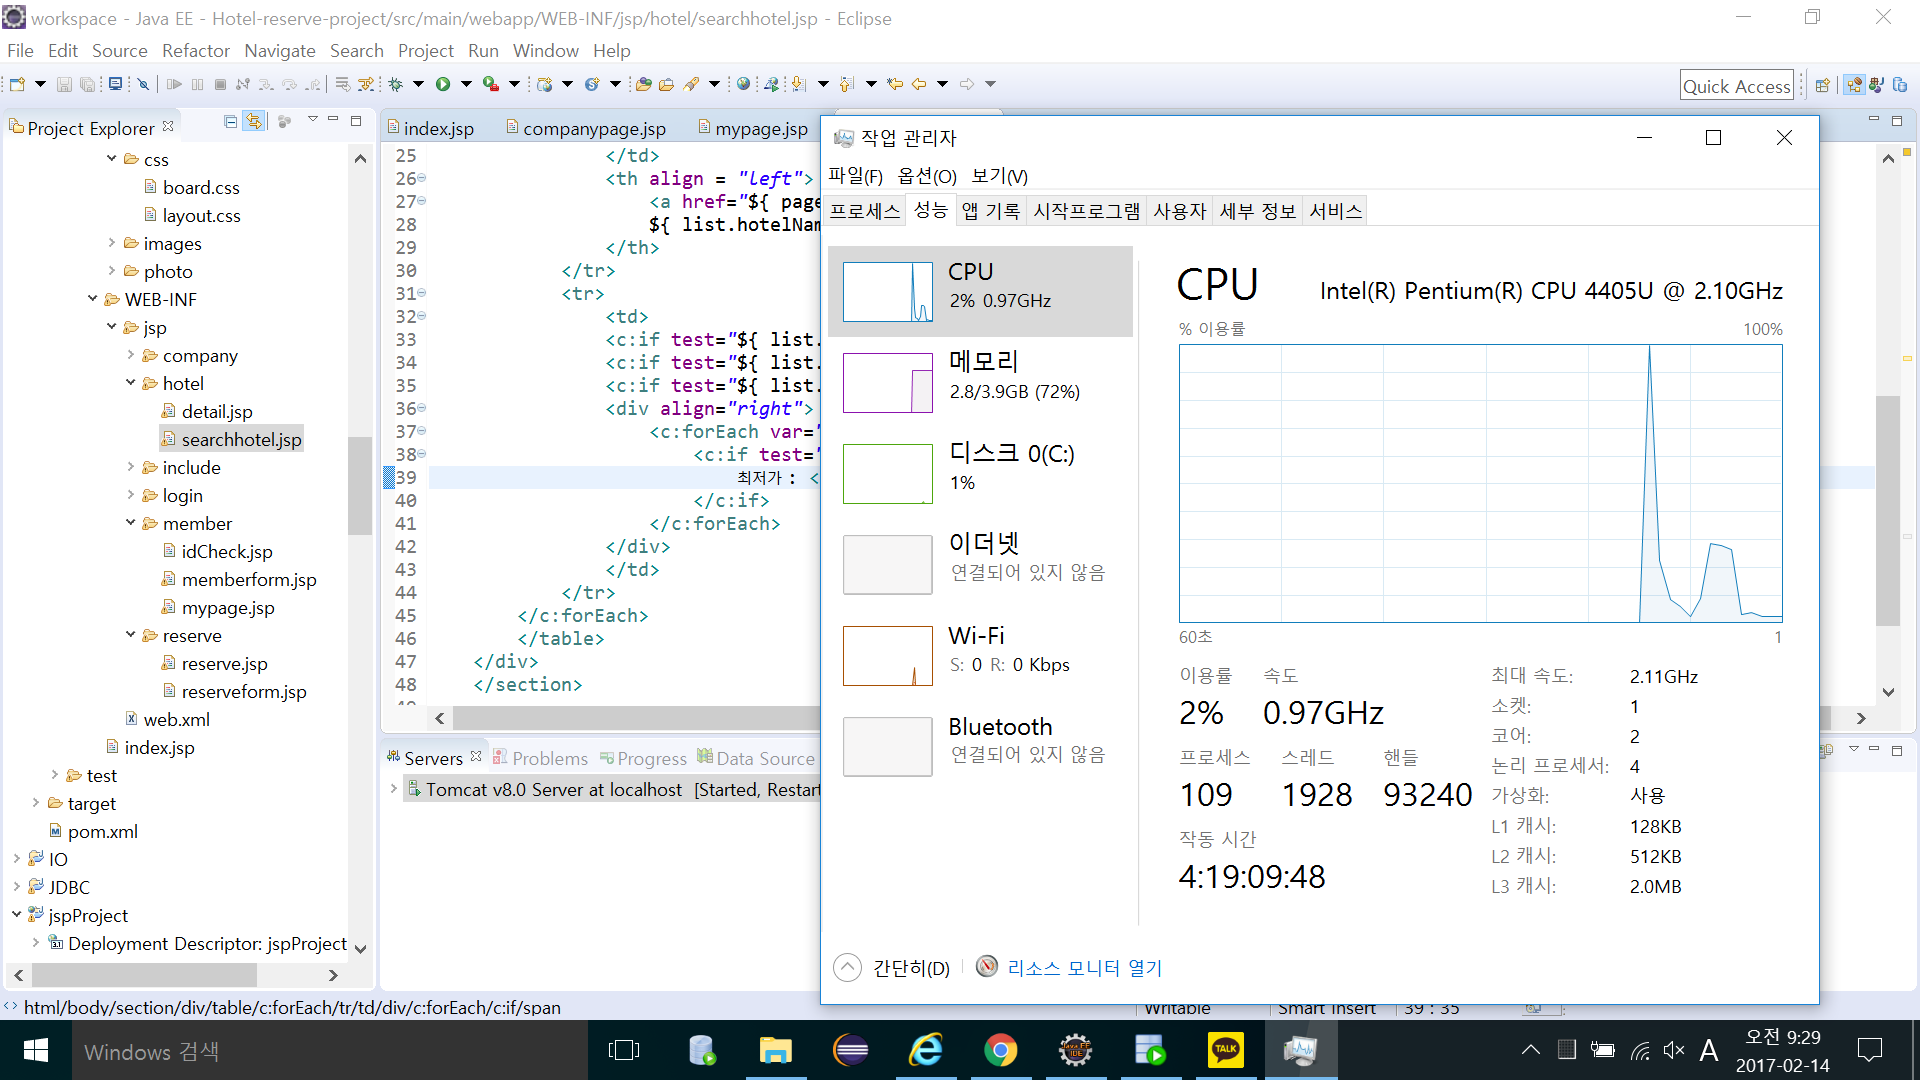 workspace - Java EE - Hotel-reserve-project/src/main/webapp/WEB-INF/jsp/hotel/searchhotel.jsp - Eclipse
File Edit Source Refactor Navigate Search Project Run Window Help
Quick Access
Project Explorer
css
board.css
layout.css
images
photo
WEB-INF
jsp
company
hotel
detail.jsp
searchhotel.jsp
include
login
member
idCheck.jsp
memberform.jsp
mypage.jsp
reserve
reserve.jsp
reserveform.jsp
web.xml
index.jsp
test
target
pom.xml
IO
JDBC
jspProject
Deployment Descriptor: jspProject
index.jsp companypage.jsp mypage.jsp
25 </td>
26 <th align = "left">
27 <a href="${ page
28 ${ list.hotelNam
29 </th>
30 </tr>
31 <tr>
32 <td>
33 <c:if test="${ list.
34 <c:if test="${ list.
35 <c:if test="${ list.
36 <div align="right">
37 <c:forEach var="
38 <c:if test="
39 최저가 : <
40 </c:if>
41 </c:forEach>
42 </div>
43 </td>
44 </tr>
45 </c:forEach>
46 </table>
47 </div>
48 </section>
Servers Problems Progress Data Source
Tomcat v8.0 Server at localhost [Started, Restart
작업 관리자
파일(F) 옵션(O) 보기(V)
프로세스 성능 앱 기록 시작프로그램 사용자 세부 정보 서비스
CPU
2% 0.97GHz
메모리
2.8/3.9GB (72%)
디스크 0(C:)
1%
이더넷
연결되어 있지 않음
Wi-Fi
S: 0 R: 0 Kbps
Bluetooth
연결되어 있지 않음
CPU Intel(R) Pentium(R) CPU 4405U @ 2.10GHz
% 이용률 100%
60초 1
이용률 속도
2% 0.97GHz
프로세스 스레드 핸들
109 1928 93240
작동 시간
4:19:09:48
최대 속도: 2.11GHz
소켓: 1
코어: 2
논리 프로세서: 4
가상화: 사용
L1 캐시: 128KB
L2 캐시: 512KB
L3 캐시: 2.0MB
간단히(D) 리소스 모니터 열기
html/body/section/div/table/c:forEach/tr/td/div/c:forEach/c:if/span
Writable Smart Insert 39 : 35
Windows 검색
Java EE IDE
TALK
A
오전 9:29
2017-02-14